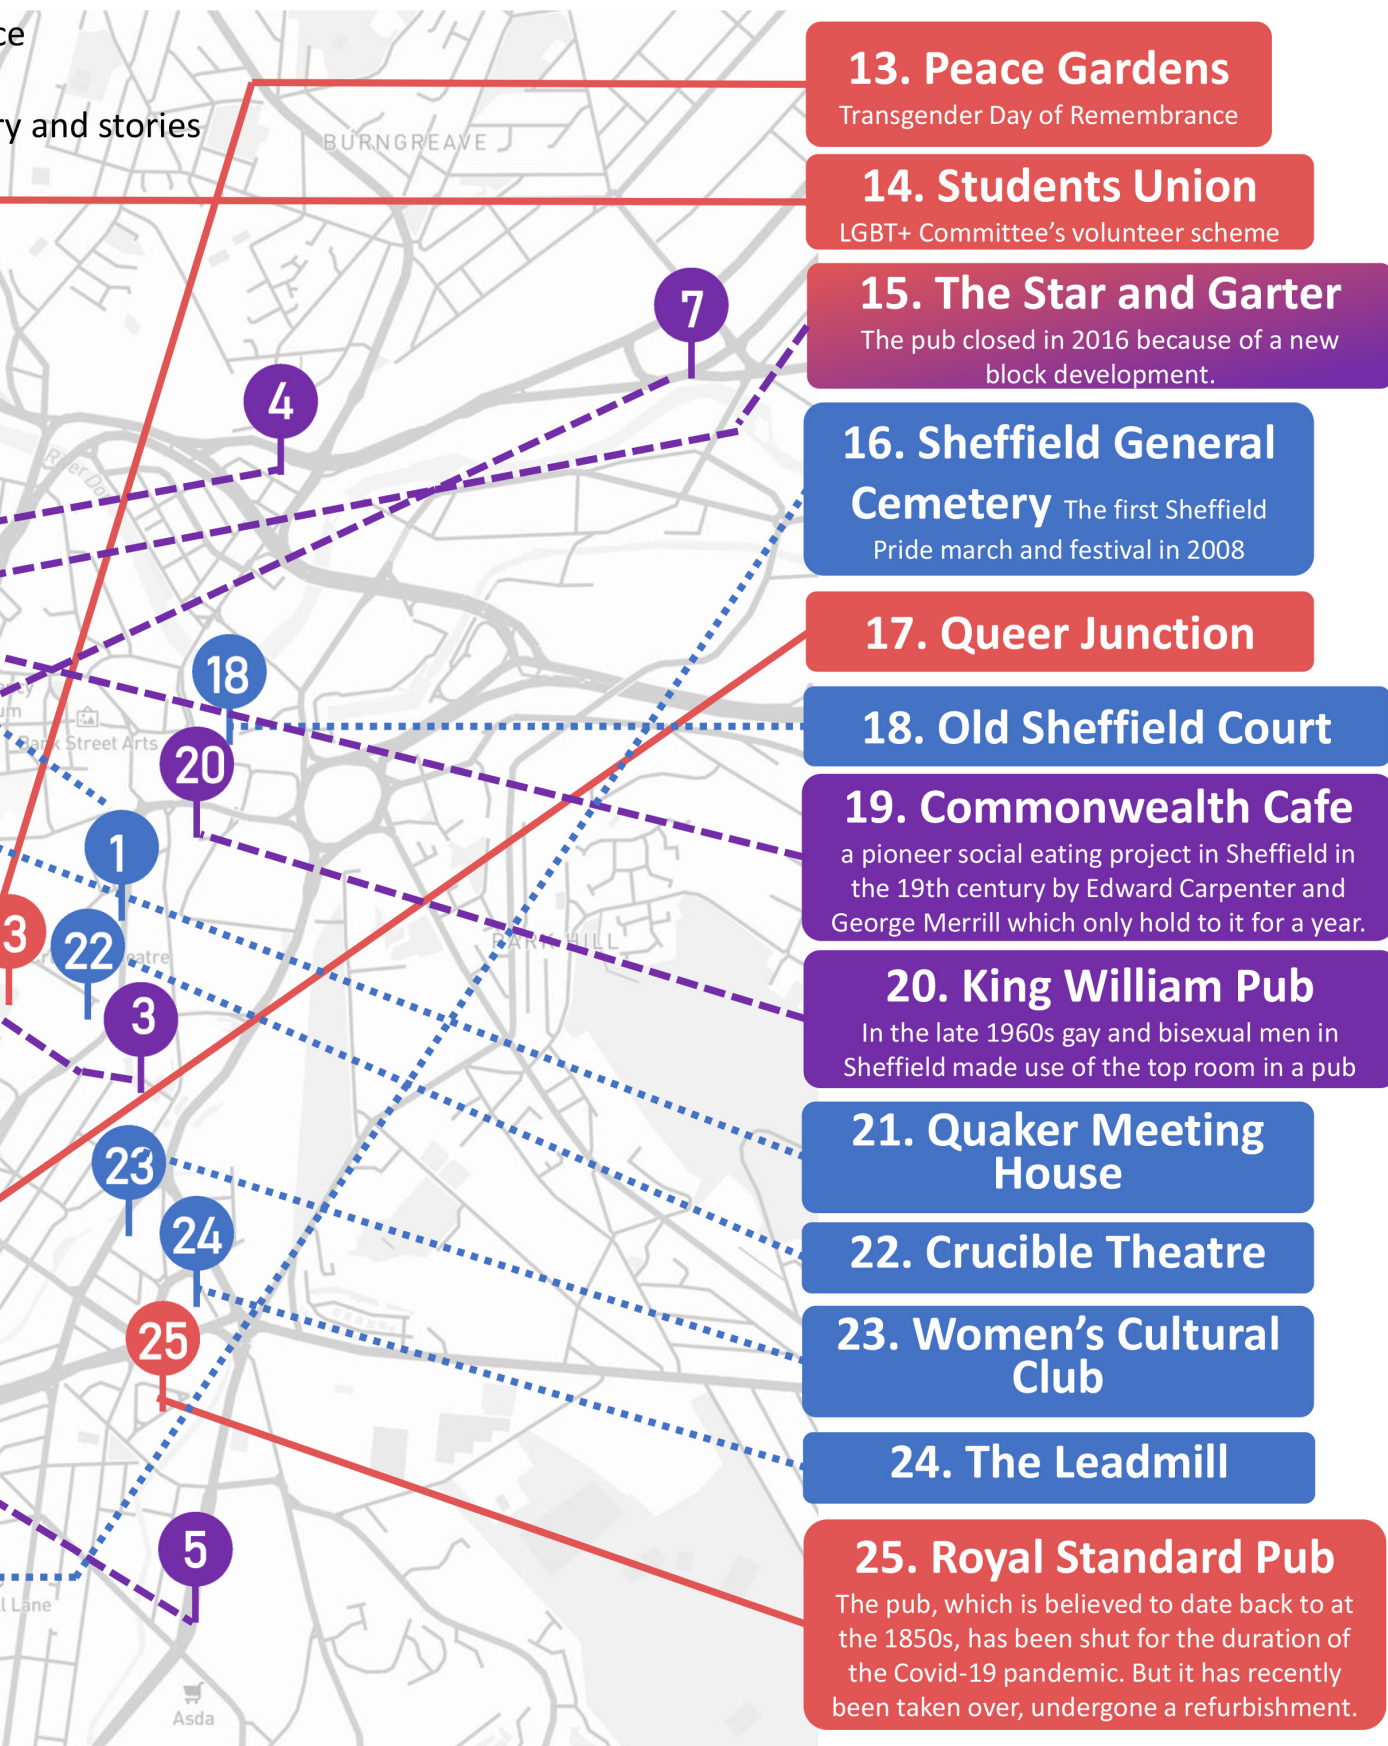 ce
ry and stories
BURNGREAVE
13. Peace Gardens
Transgender Day of Remembrance
14. Students Union
LGBT+ Committee's volunteer scheme
15. The Star and Garter
The pub closed in 2016 because of a new
block development.
16. Sheffield General
Cemetery The first Sheffield
Pride march and festival in 2008
17. Queer Junction
18. Old Sheffield Court
19. Commonwealth Cafe
a pioneer social eating project in Sheffield in
the 19th century by Edward Carpenter and
George Merrill which only hold to it for a year.
20. King William Pub
In the late 1960s gay and bisexual men in
Sheffield made use of the top room in a pub
21. Quaker Meeting
House
22. Crucible Theatre
23. Women's Cultural
Club
24. The Leadmill
25. Royal Standard Pub
The pub, which is believed to date back to at
the 1850s, has been shut for the duration of
the Covid-19 pandemic. But it has recently
been taken over, undergone a refurbishment.
7
4
River Don
18
um
Bank Street Arts
20
1
3
22
eatre
3
23
24
25
5
l Lane
Asda
PARK HILL